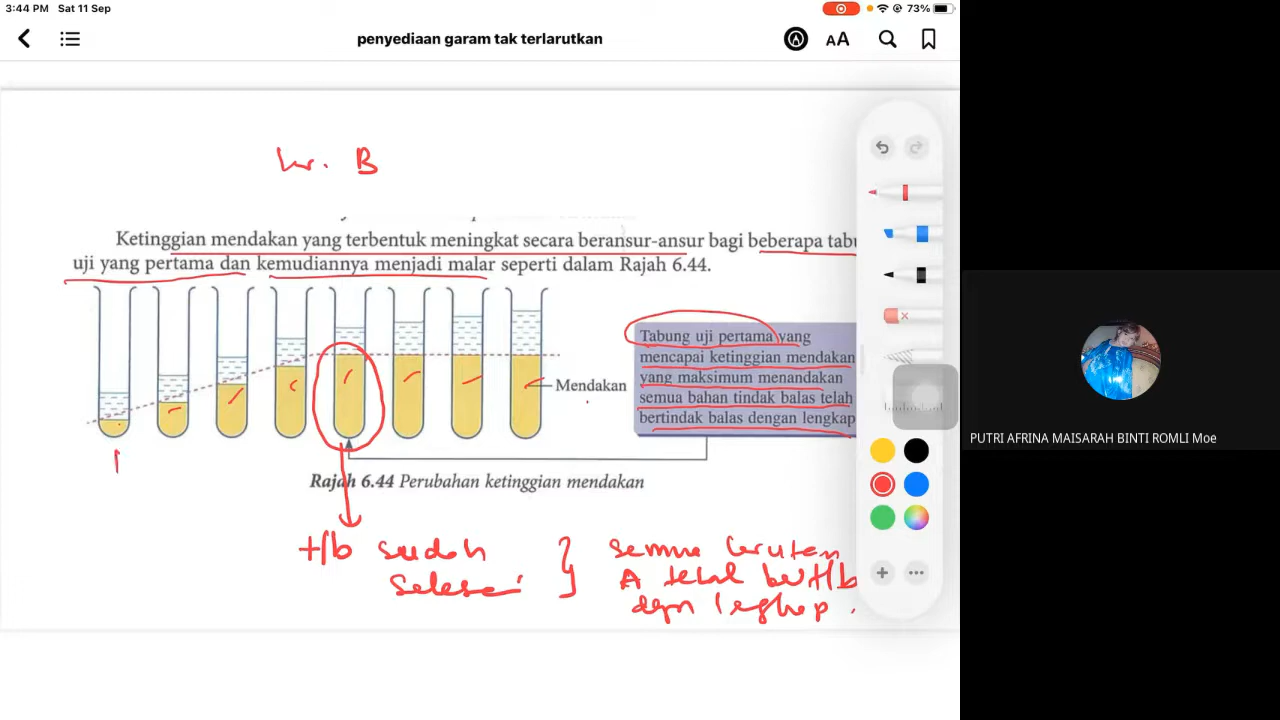 3:44 PM Sat 11 Sep
73%
penyediaan garam tak terlarutkan
AA
B
Ketinggian mendakan yang terbentuk meningkat secara beransur-ansur bagi beberapa tabu
uji yang pertama dan kemudiannya menjadi malar seperti dalam Rajah 6.44.
Tabung uji pertama yang
mencapai ketinggian mendakan
yang maksimum menandakan
semua bahan tindak balas telah
bertindak balas dengan lengkap
Mendakan
Rajah 6.44 Perubahan ketinggian mendakan
t/b sudah
selesai
semua larutan
A telah bert/b
dgn lengkap.
PUTRI AFRINA MAISARAH BINTI ROMLI Moe